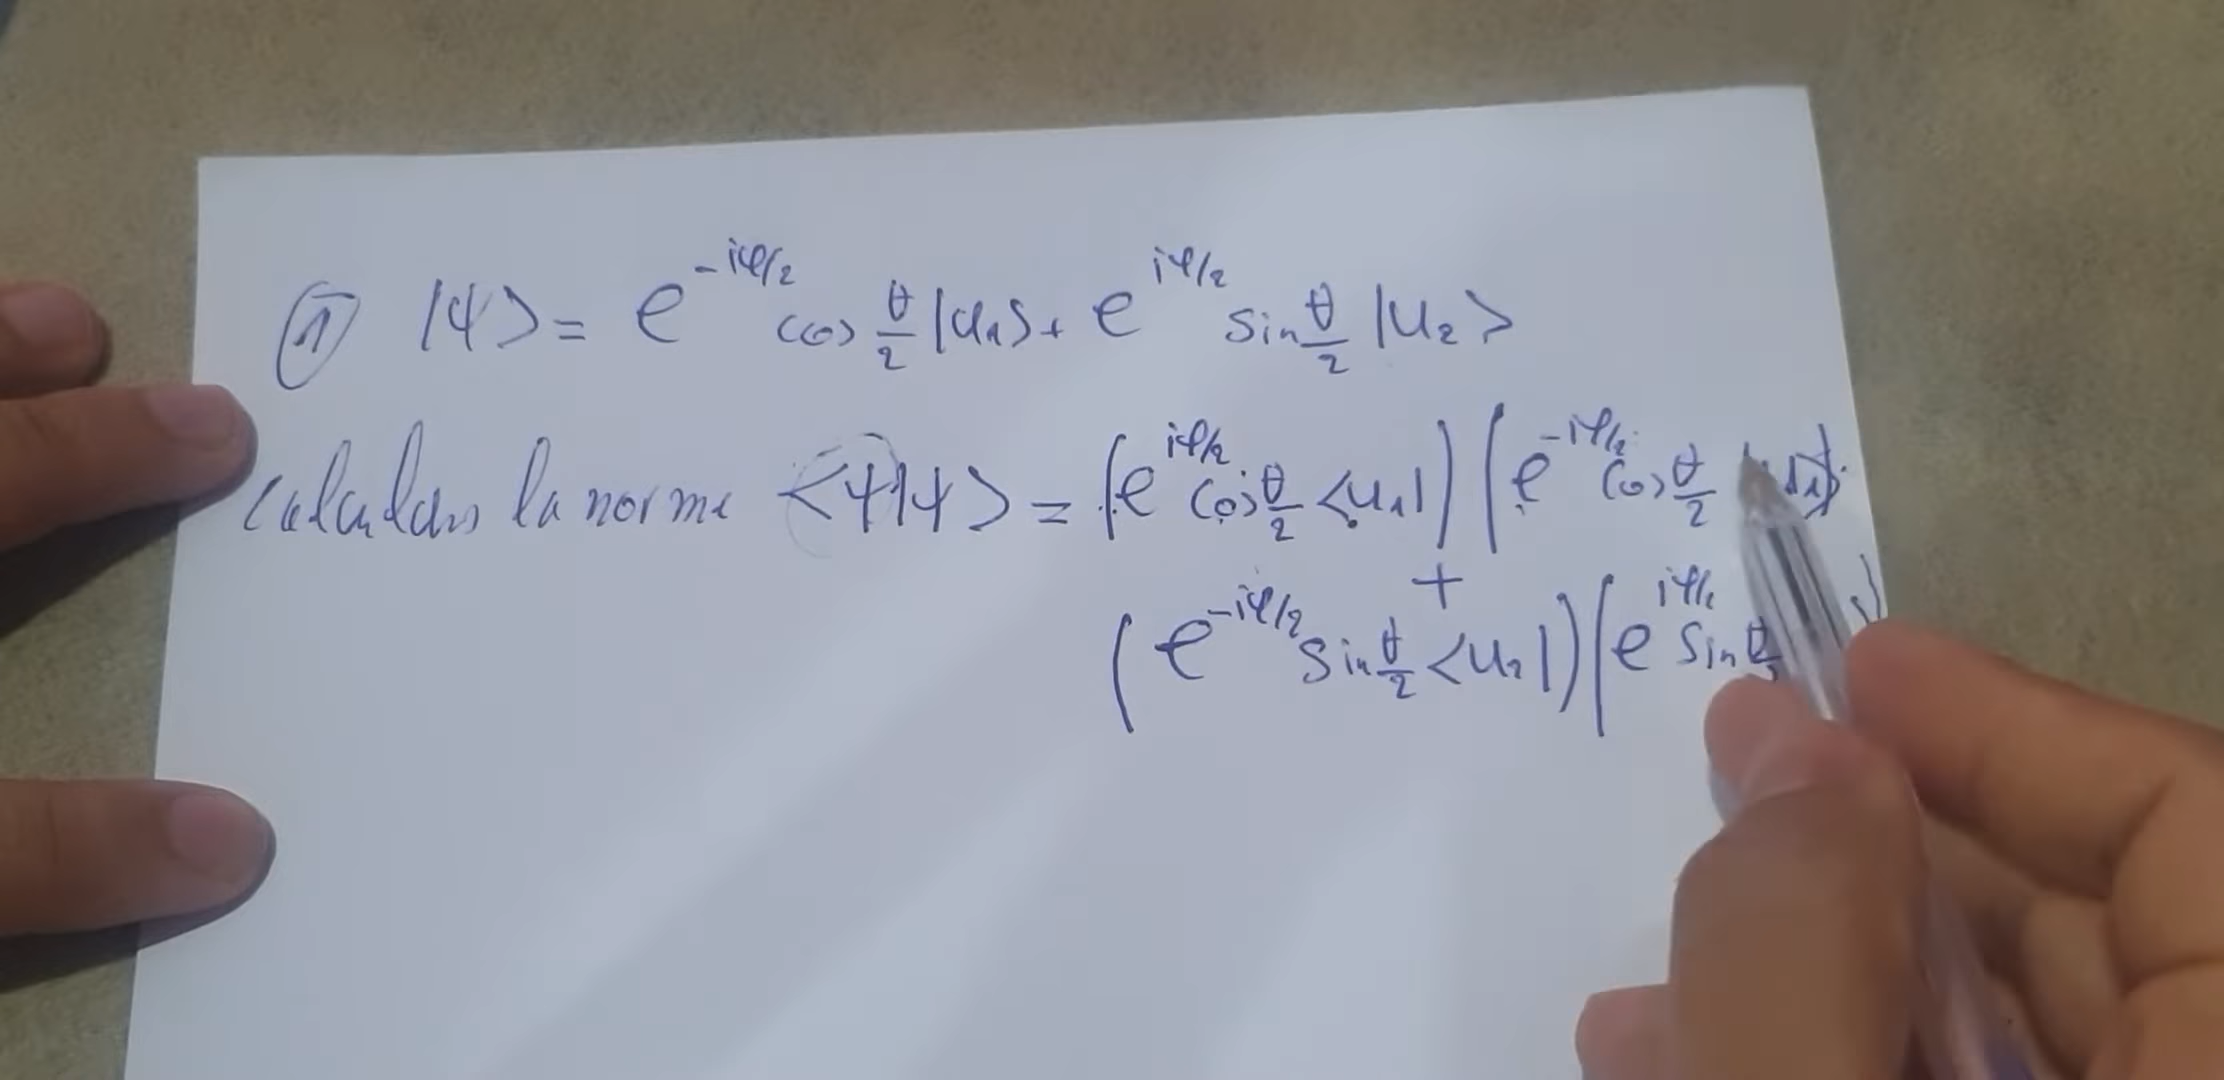 ① |ψ> = e^{-iφ/2} cos θ/2 |u₁> + e^{iφ/2} sin θ/2 |u₂>
calculons la norme <ψ|ψ> = (e^{iφ/2} cos θ/2 <u₁|) (e^{-iφ/2} cos θ/2
+
(e^{-iφ/2} sin θ/2 <u₂|) (e^{iφ/2} sin θ/2